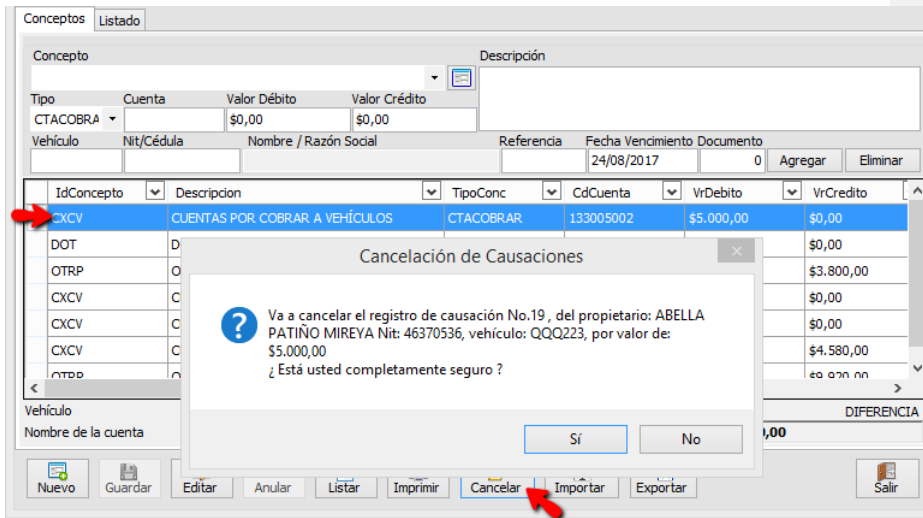 Conceptos Listado
Concepto Descripción
Tipo Cuenta Valor Débito Valor Crédito
CTACOBRA $0,00 $0,00
Vehículo Nit/Cédula Nombre / Razón Social Referencia Fecha Vencimiento Documento
24/08/2017 0 Agregar Eliminar
IdConcepto Descripcion TipoConc CdCuenta VrDebito VrCredito
CXCV CUENTAS POR COBRAR A VEHÍCULOS CTACOBRAR 133005002 $5.000,00 $0,00
DOT D $0,00
OTRP O $3.800,00
CXCV C $0,00
CXCV C $0,00
CXCV C $4.580,00
OTRP O $9.920,00
Cancelación de Causaciones
Va a cancelar el registro de causación No.19 , del propietario: ABELLA
PATIÑO MIREYA Nit: 46370536, vehículo: QQQ223, por valor de:
$5.000,00
¿ Está usted completamente seguro ?
Sí No
Vehículo DIFERENCIA
Nombre de la cuenta ,00
Nuevo Guardar Editar Anular Listar Imprimir Cancelar Importar Exportar Salir